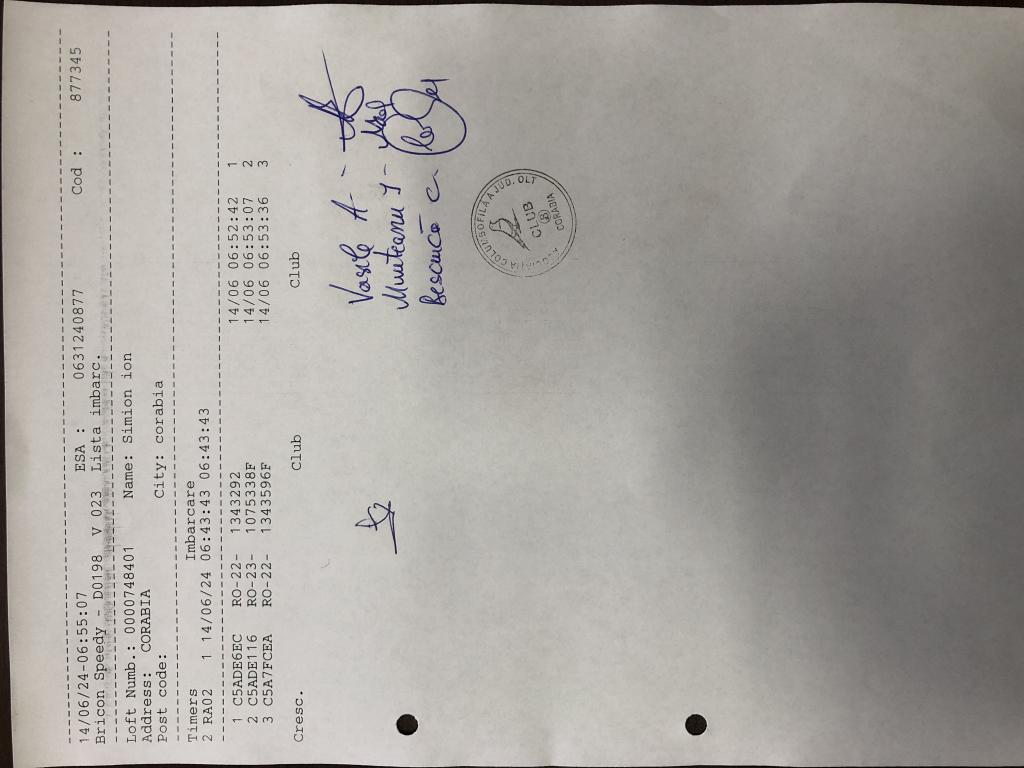 14/06/24-06:55:07 ESA : 0631240877 Cod : 877345
Bricon Speedy - D0198 V 023 Lista imbarc.
Loft Numb.: 0000748401 Name: Simion ion
Address: CORABIA
Post code: City: corabia
Timers Imbarcare
2 RA02 1 14/06/24 06:43:43 06:43:43
1 C5ADE6EC RO-22- 1343292 14/06 06:52:42 1
2 C5ADE116 RO-23- 1075338F 14/06 06:53:07 2
3 C5A7FCEA RO-22- 1343596F 14/06 06:53:36 3
Cresc. Club Club
Vasile A -
Munteanu I -
C
COLUMBOFILA A JUD. OLT
CLUB
CORABIA